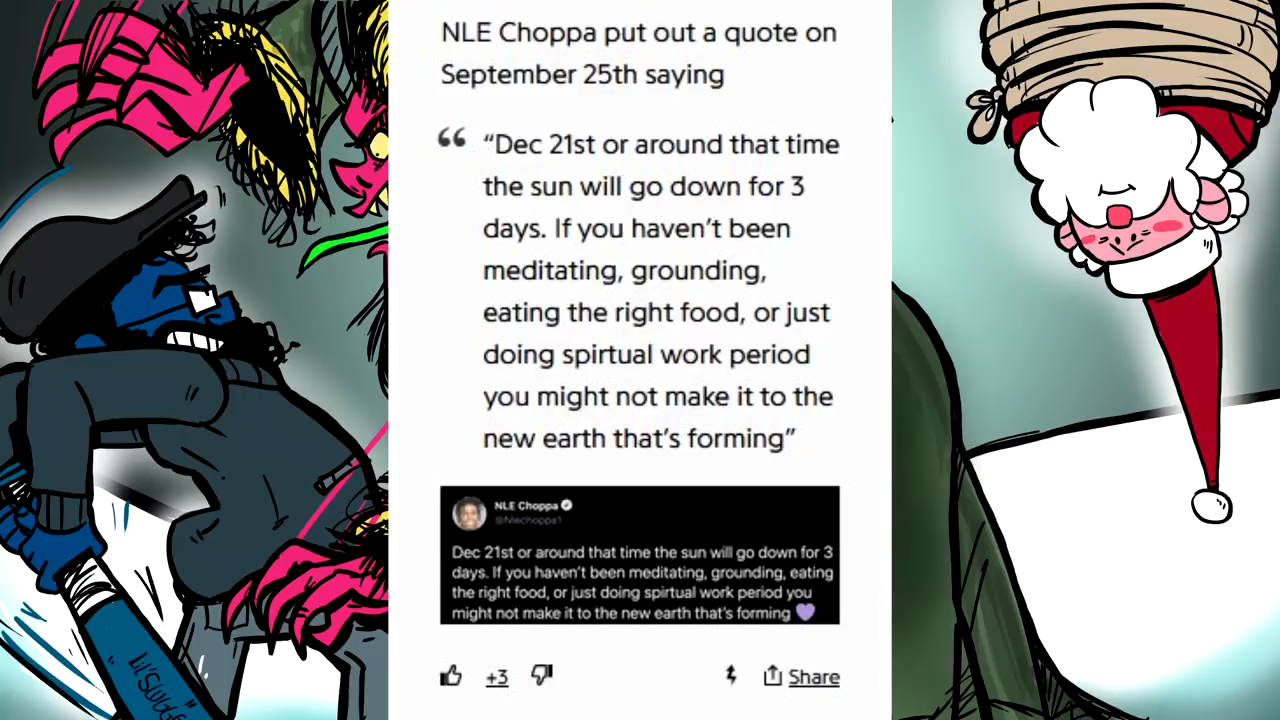 NLE Choppa put out a quote on
September 25th saying
“Dec 21st or around that time
the sun will go down for 3
days. If you haven’t been
meditating, grounding,
eating the right food, or just
doing spirtual work period
you might not make it to the
new earth that’s forming”
NLE Choppa
@Nlechoppa1
Dec 21st or around that time the sun will go down for 3
days. If you haven’t been meditating, grounding, eating
the right food, or just doing spirtual work period you
might not make it to the new earth that’s forming 💜
+3
Share